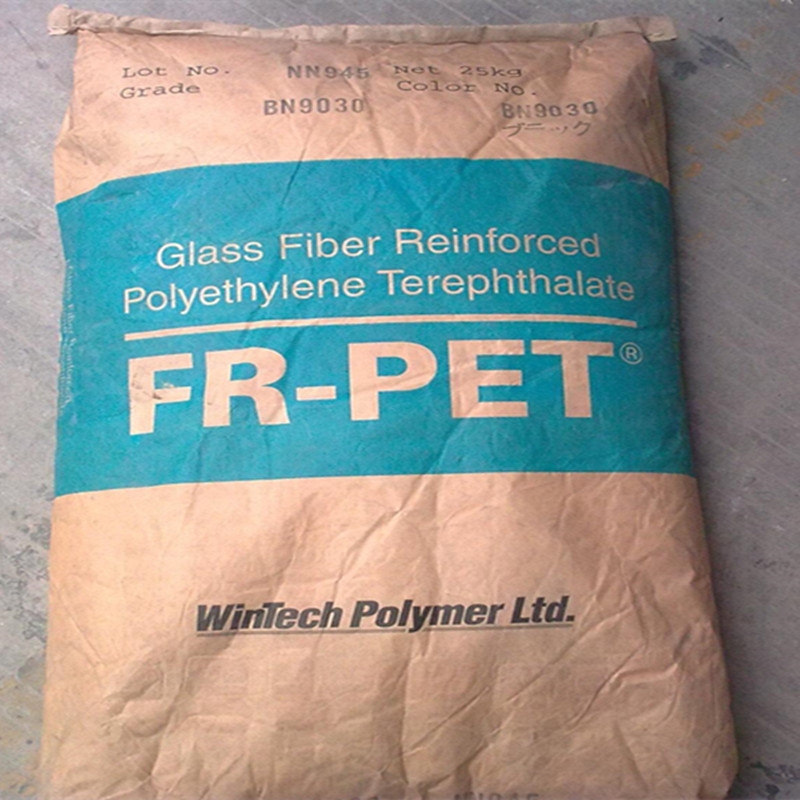 Lot No. NN945 Net 25kg
Grade Color No.
BN9030 BN9030
Glass Fiber Reinforced
Polyethylene Terephthalate
FR-PET®
WinTech Polymer Ltd.